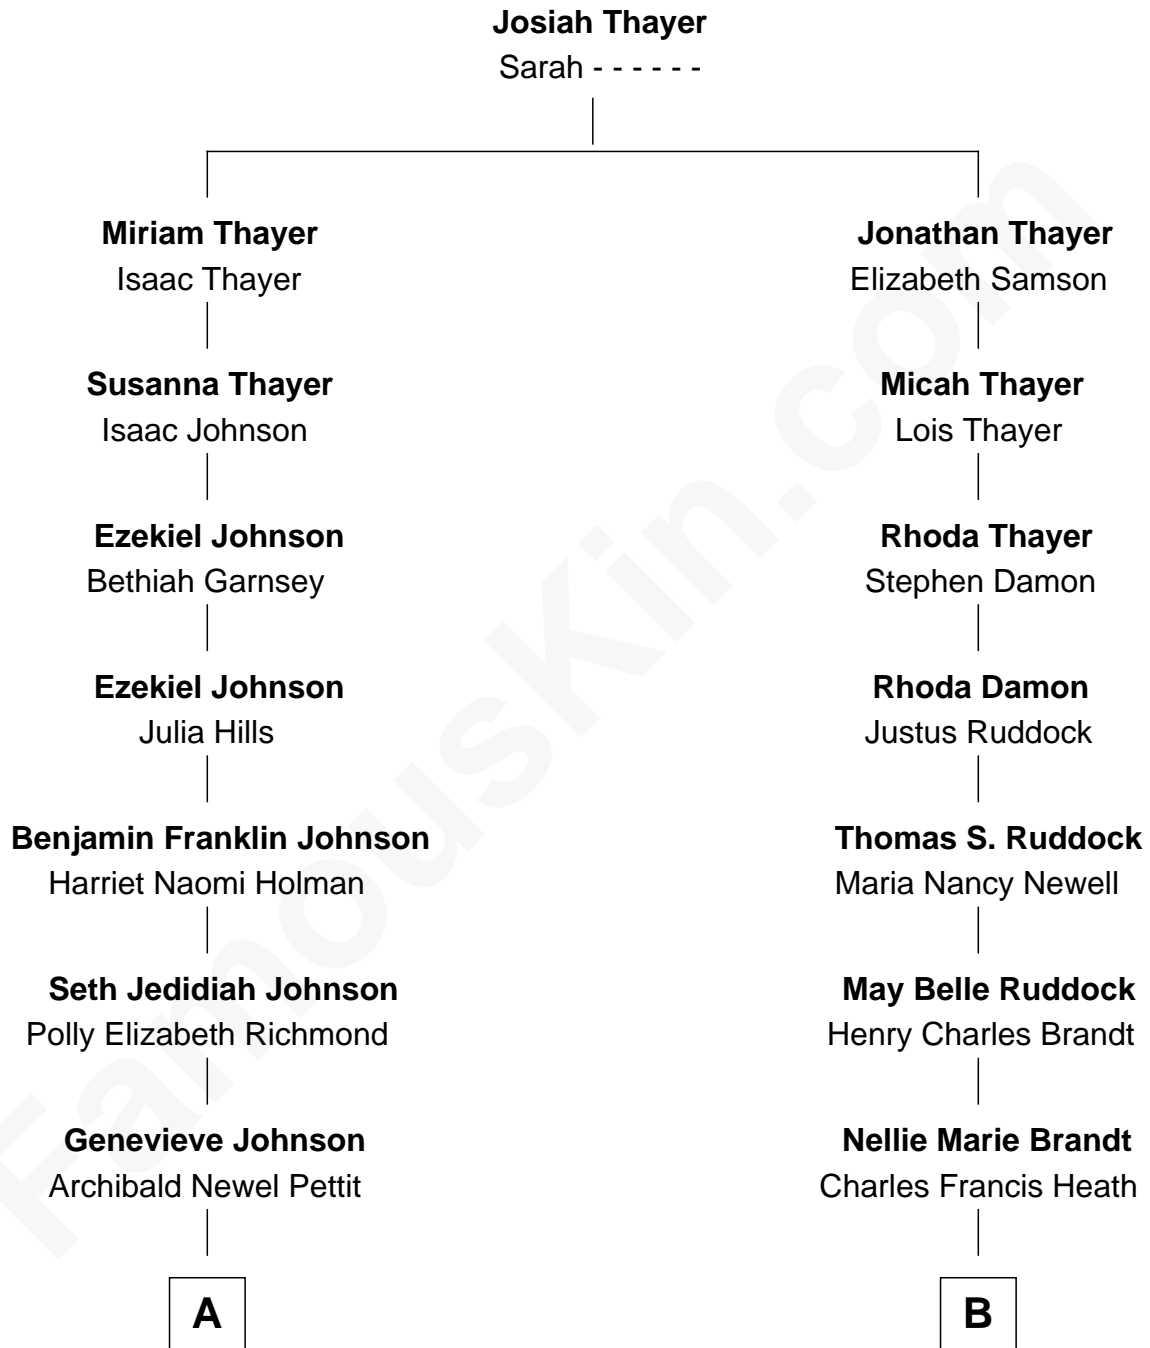 Josiah Thayer
Sarah - - - - - -
Miriam Thayer
Isaac Thayer
Jonathan Thayer
Elizabeth Samson
Susanna Thayer
Isaac Johnson
Micah Thayer
Lois Thayer
Ezekiel Johnson
Bethiah Garnsey
Rhoda Thayer
Stephen Damon
Ezekiel Johnson
Julia Hills
Rhoda Damon
Justus Ruddock
Benjamin Franklin Johnson
Harriet Naomi Holman
Thomas S. Ruddock
Maria Nancy Newell
Seth Jedidiah Johnson
Polly Elizabeth Richmond
May Belle Ruddock
Henry Charles Brandt
Genevieve Johnson
Archibald Newel Pettit
Nellie Marie Brandt
Charles Francis Heath
A
B
FamousKin.com